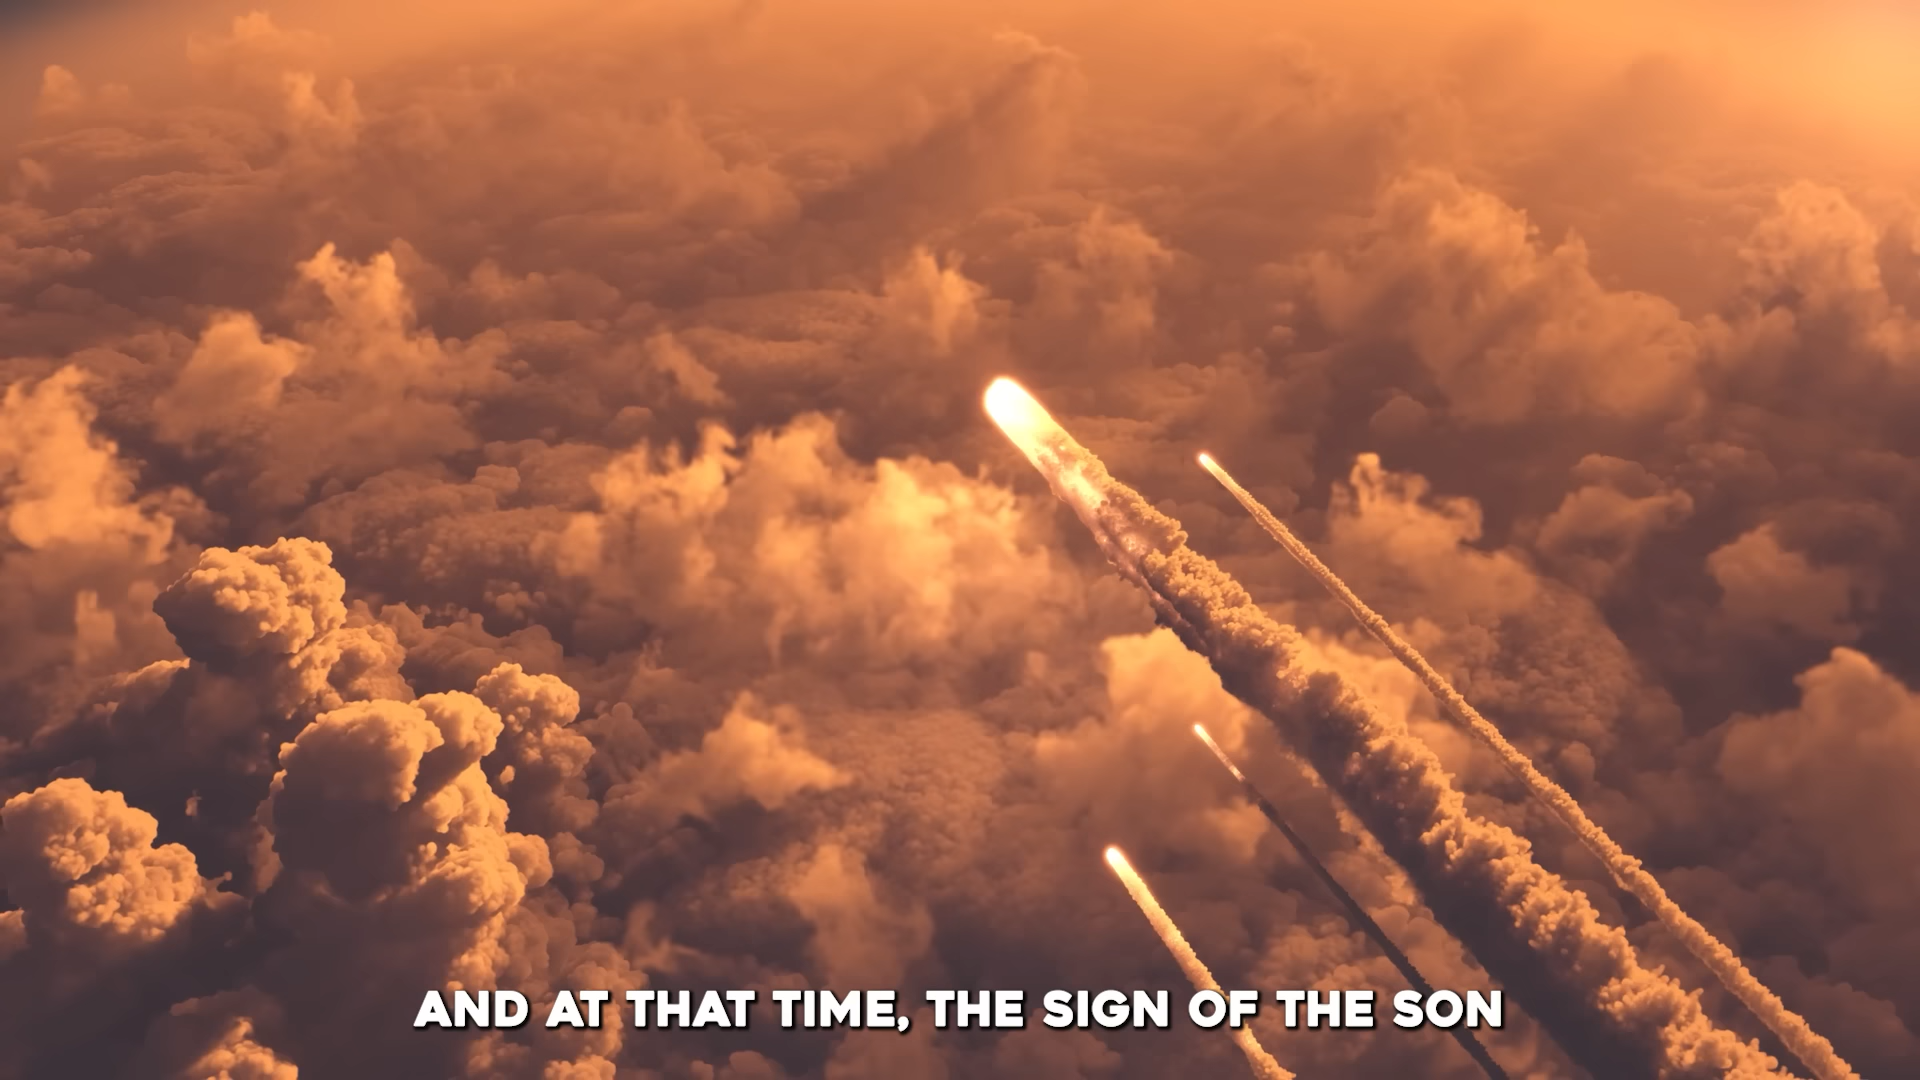 AND AT THAT TIME, THE SIGN OF THE SON